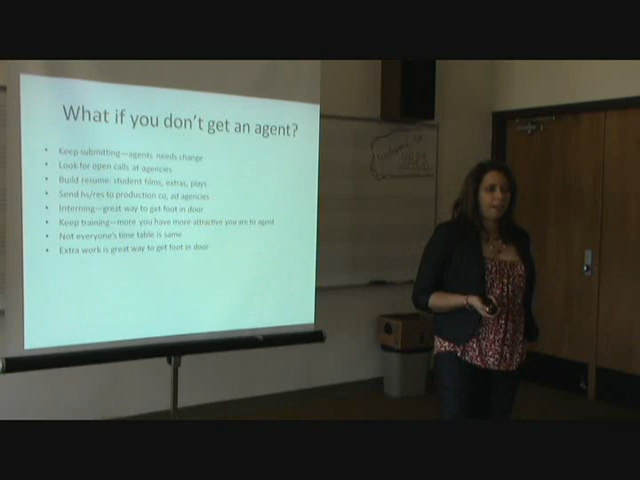 What if you don't get an agent?
• Keep submitting—agents needs change
• Look for open calls at agencies
• Build resume: student films, extras, plays
• Send hs/res to production co, ad agencies
• Interning—great way to get foot in door
• Keep training—more you have more attractive you are to agent
• Not everyone's time table is same
• Extra work is great way to get foot in door